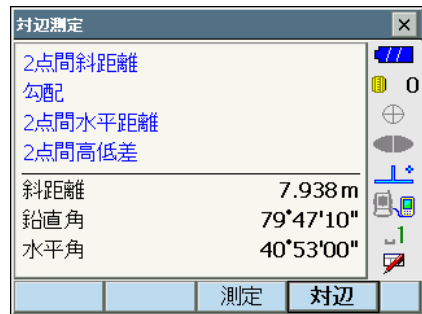 対辺測定
2点間斜距離
勾配
2点間水平距離
2点間高低差
斜距離 7.938m
鉛直角 79°47'10"
水平角 40°53'00"
0
1
測定 対辺